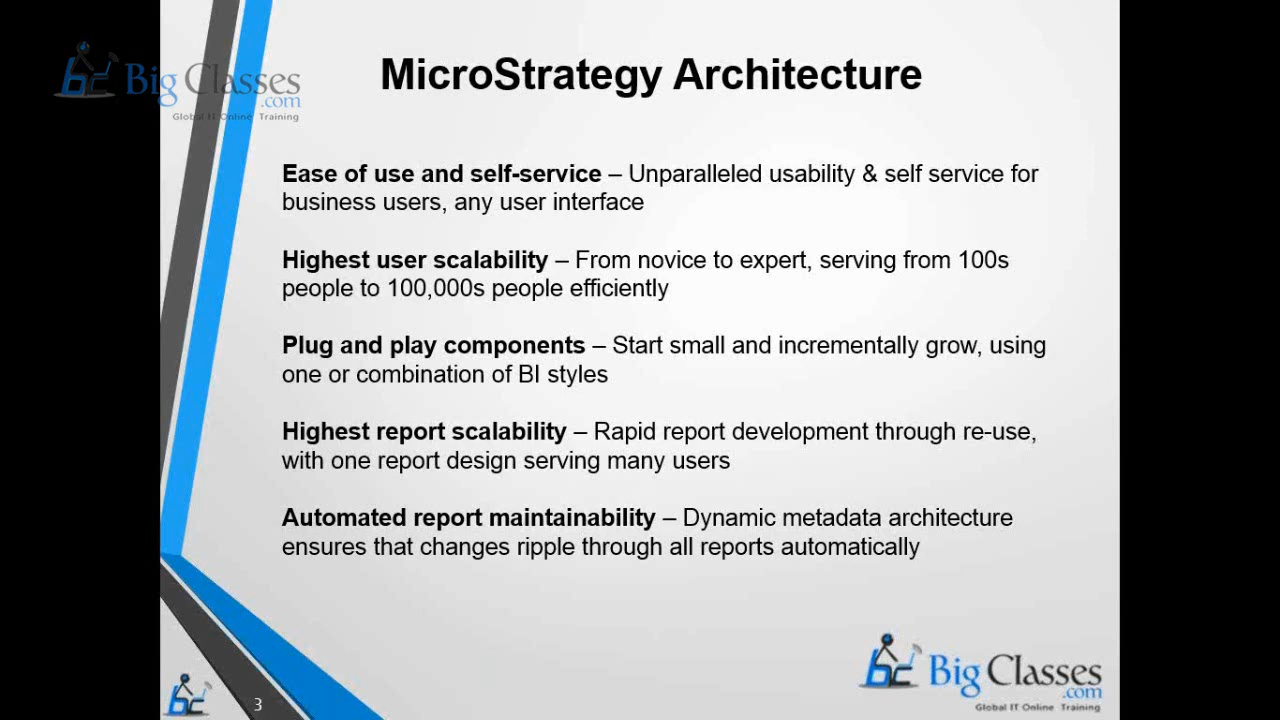 Big Classes
.com
Global IT Online Training
MicroStrategy Architecture
Ease of use and self-service – Unparalleled usability & self service for
business users, any user interface
Highest user scalability – From novice to expert, serving from 100s
people to 100,000s people efficiently
Plug and play components – Start small and incrementally grow, using
one or combination of BI styles
Highest report scalability – Rapid report development through re-use,
with one report design serving many users
Automated report maintainability – Dynamic metadata architecture
ensures that changes ripple through all reports automatically
3
Big Classes
.com
Global IT Online Training